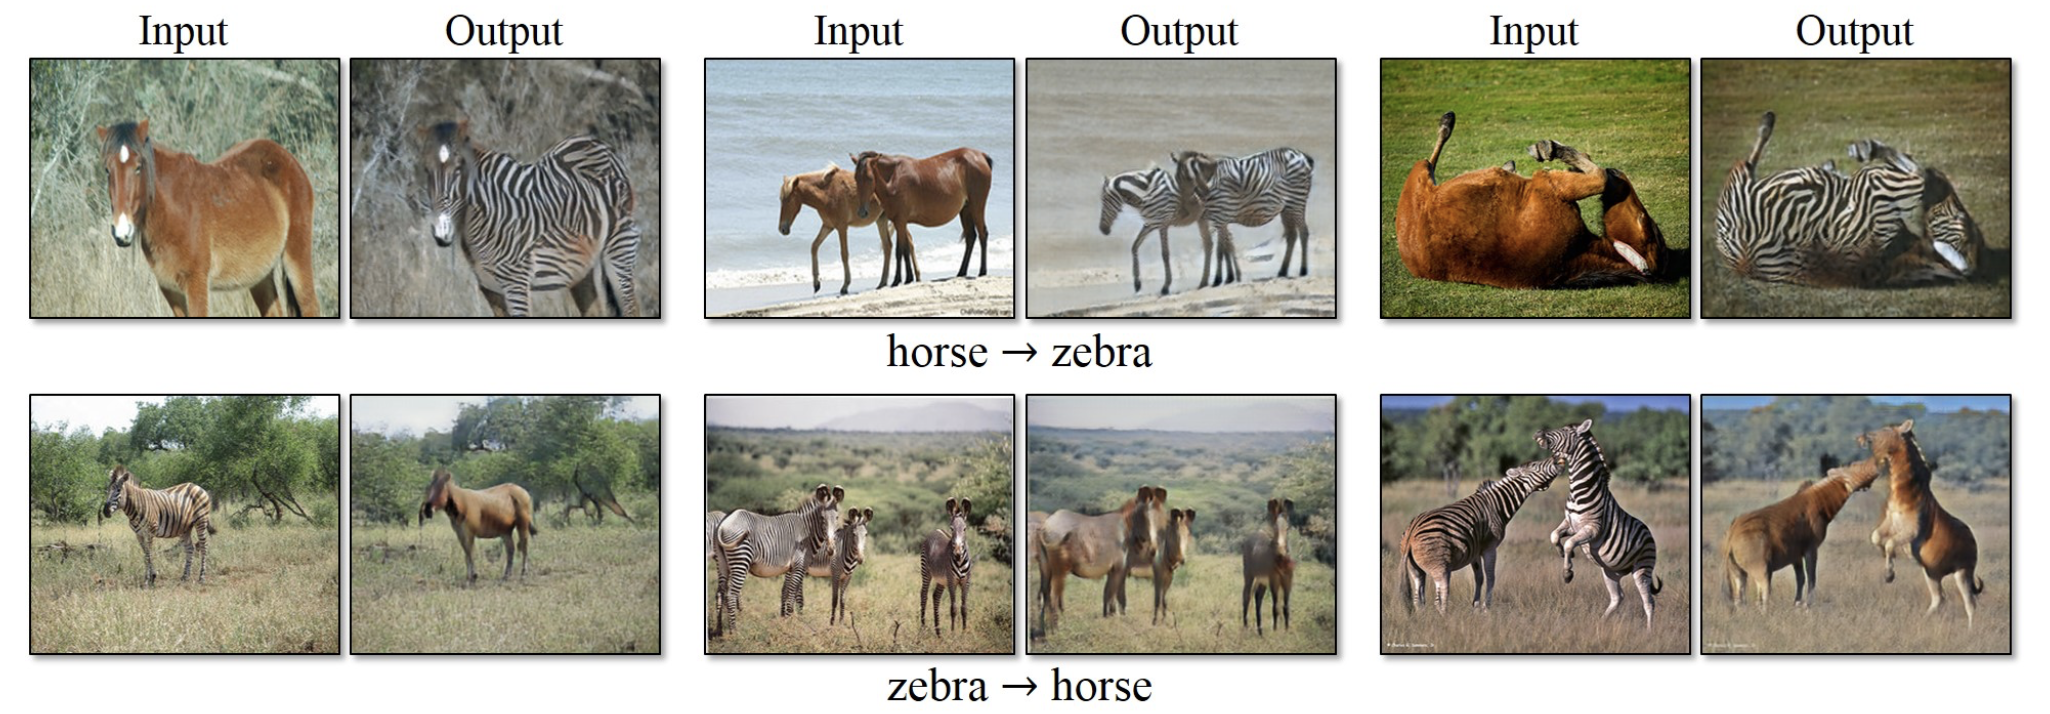 Input Output Input Output Input Output
horse → zebra
zebra → horse